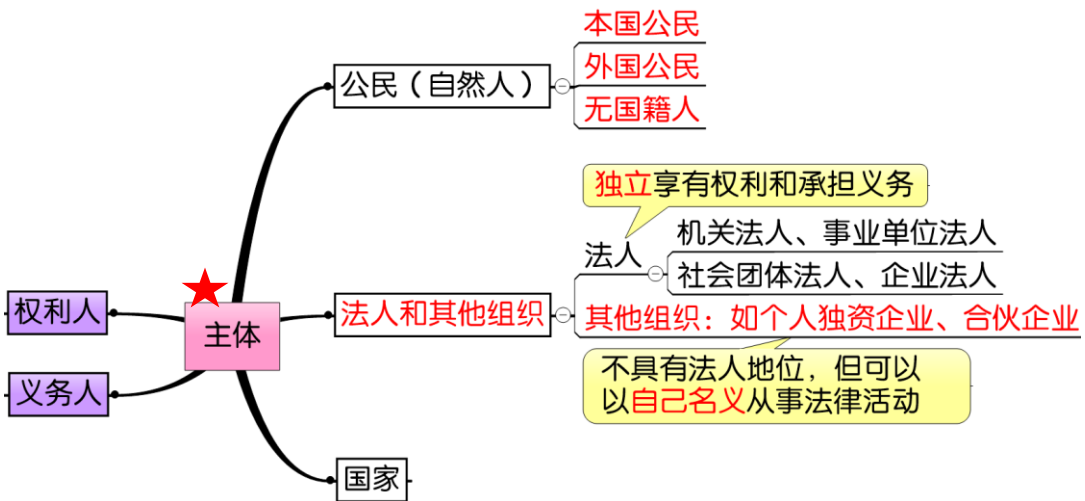 本国公民
外国公民
无国籍人
公民（自然人）
独立享有权利和承担义务
法人
机关法人、事业单位法人
社会团体法人、企业法人
法人和其他组织
其他组织：如个人独资企业、合伙企业
不具有法人地位，但可以
以自己名义从事法律活动
国家
主体
权利人
义务人